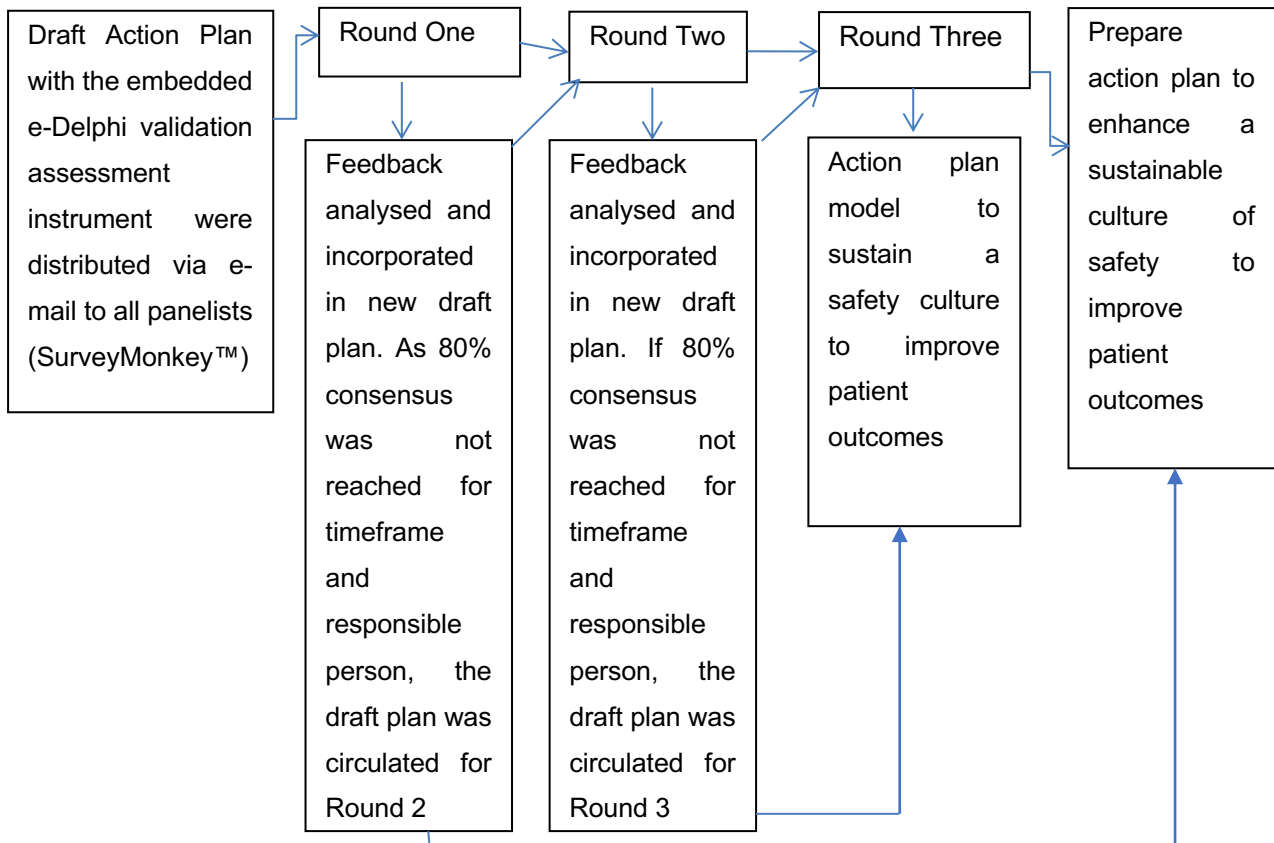 Draft Action Plan
with the embedded
e-Delphi validation
assessment
instrument were
distributed via e-
mail to all panelists
(SurveyMonkey™)
Round One
Feedback
analysed and
incorporated
in new draft
plan. As 80%
consensus
was not
reached for
timeframe
and
responsible
person, the
draft plan was
circulated for
Round 2
Round Two
Feedback
analysed and
incorporated
in new draft
plan. If 80%
consensus
was not
reached for
timeframe
and
responsible
person, the
draft plan was
circulated for
Round 3
Round Three
Action plan
model to
sustain a
safety culture
to improve
patient
outcomes
Prepare
action plan to
enhance a
sustainable
culture of
safety to
improve
patient
outcomes